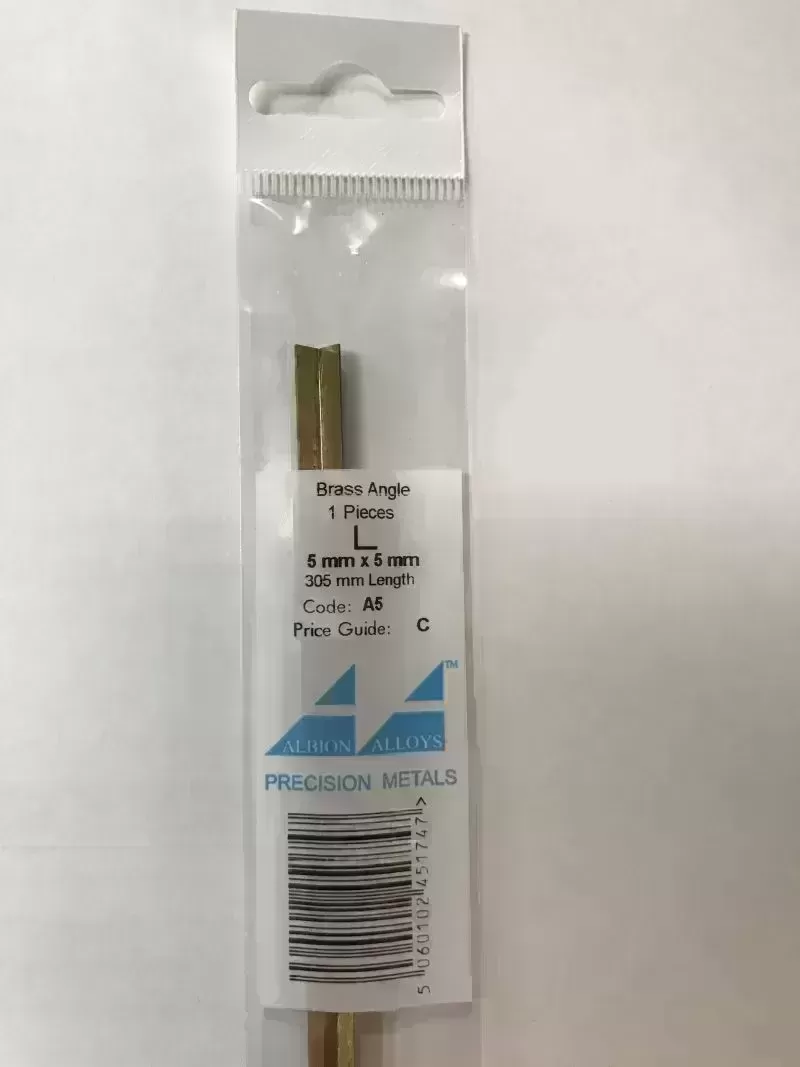 Brass Angle
1 Pieces
5 mm x 5 mm
305 mm Length
Code: A5
Price Guide: C
TM
ALBION ALLOYS
PRECISION METALS
5 060102 451747 >